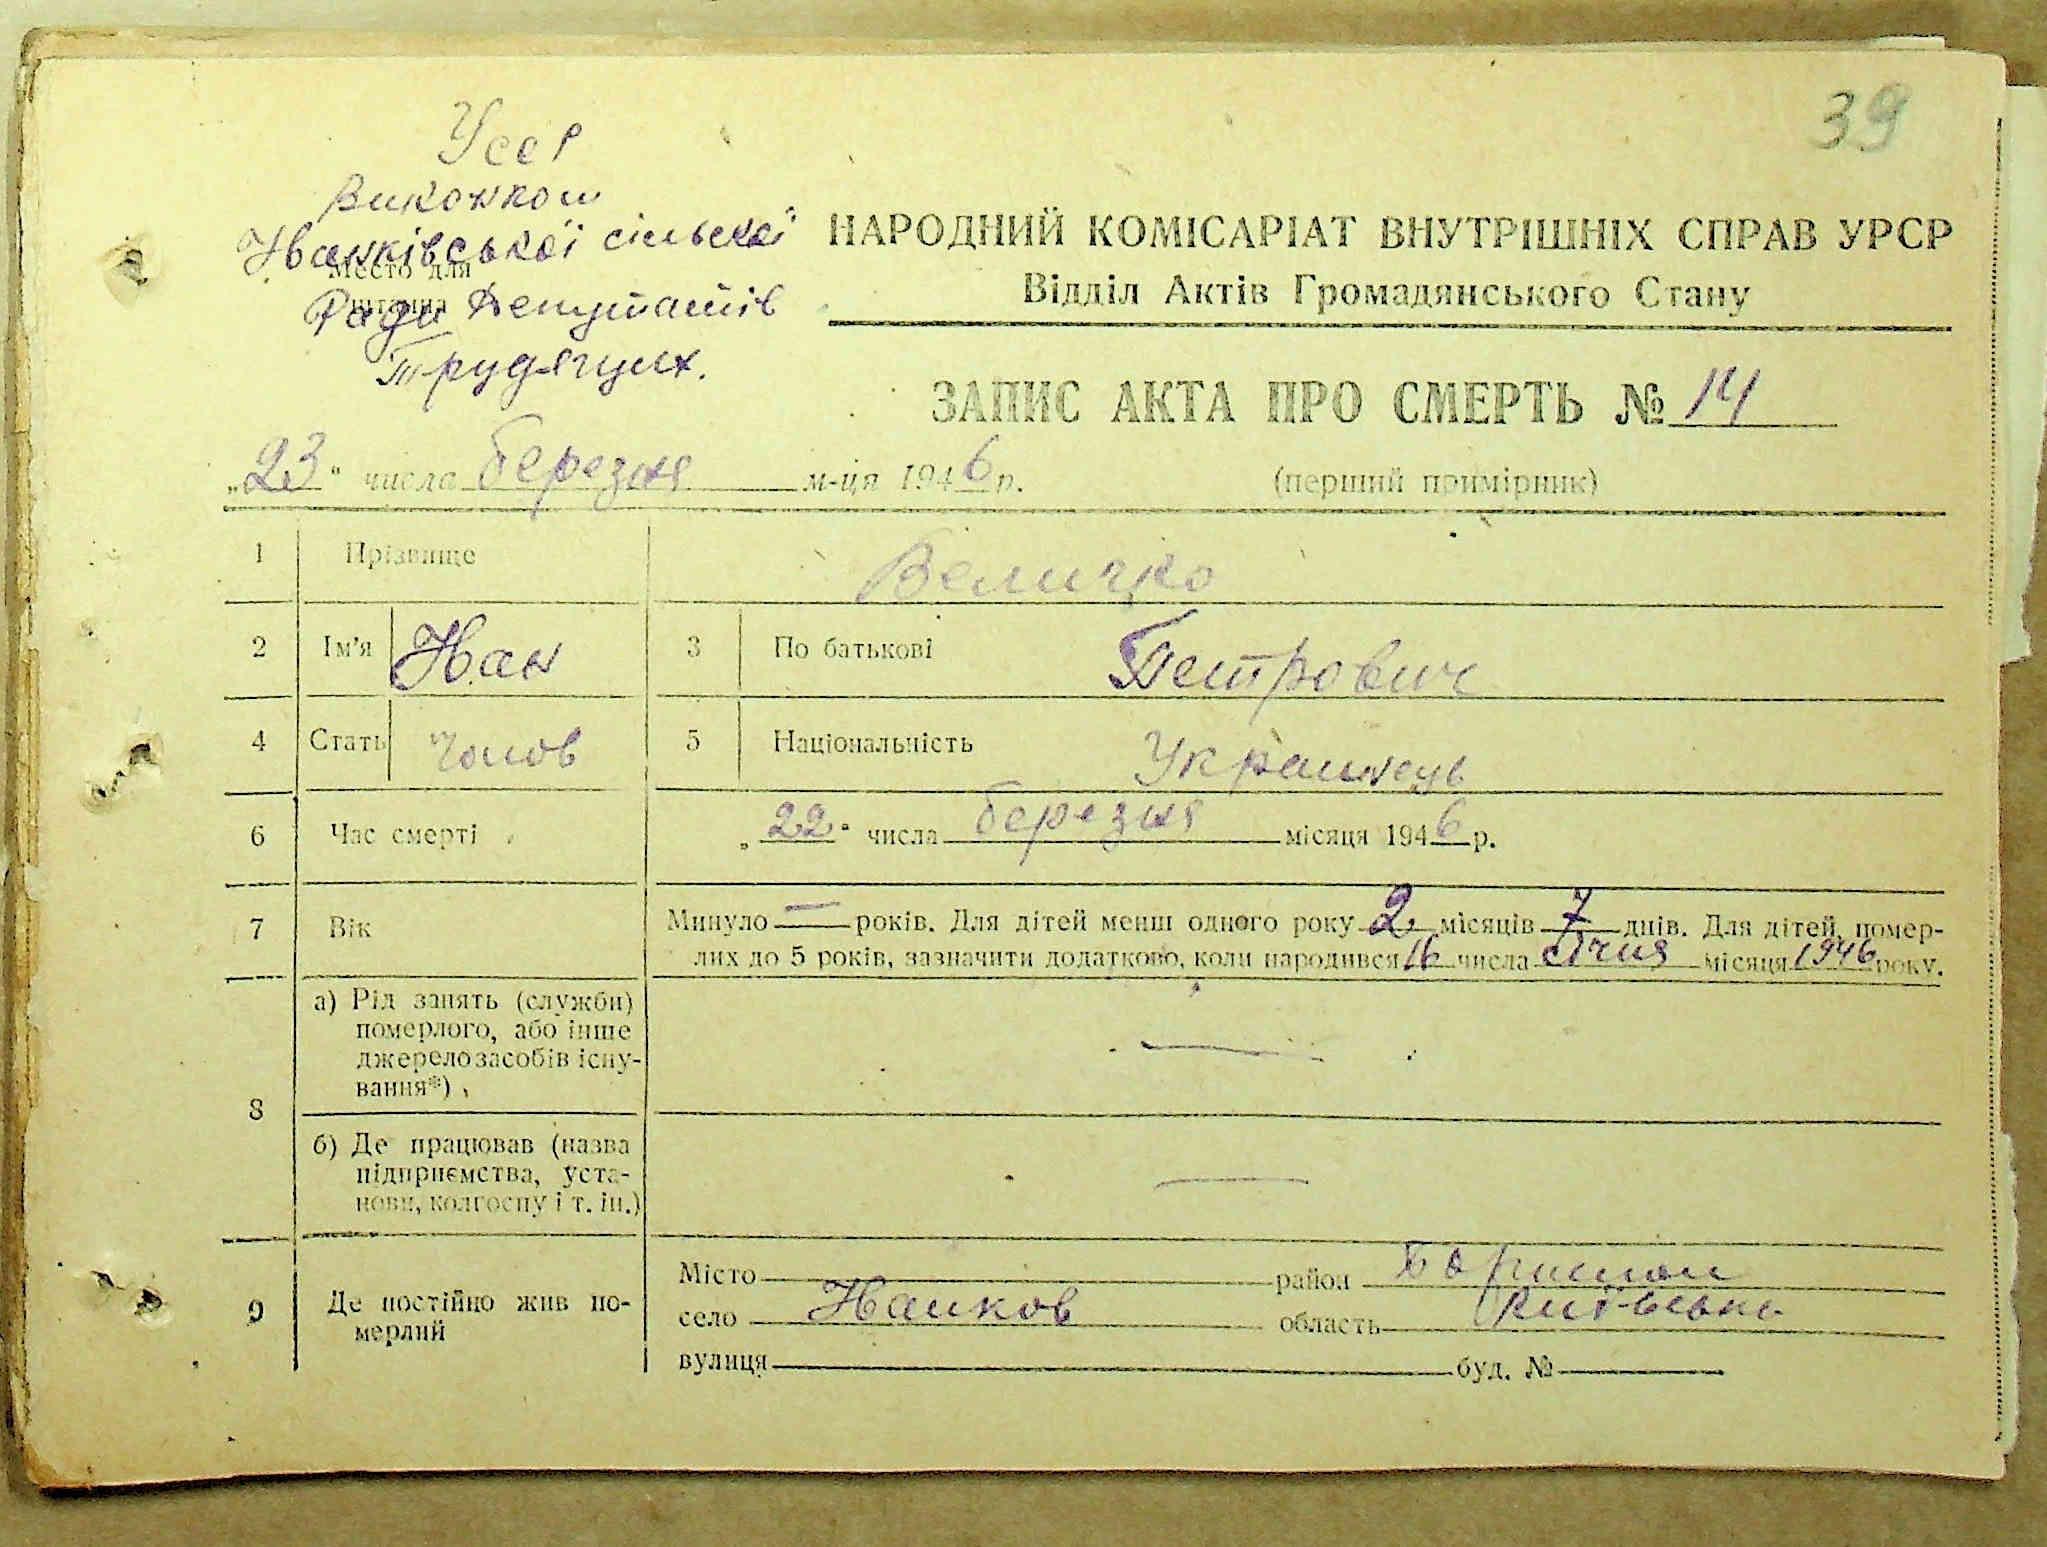 39
Усср
Виконком
Іванківської сільської
Место для
штампа
Ради Депутатів
Трудящих.
НАРОДНИЙ КОМІСАРІАТ ВНУТРІШНІХ СПРАВ УРСР
Відділ Актів Громадянського Стану
ЗАПИС АКТА ПРО СМЕРТЬ № 14
„23“ числа березня м-ця 1946 р.
(перший примірник)
1 Прізвище Величко
2 Ім’я Іван 3 По батькові Петрович
4 Стать Чолов 5 Національність Українець
6 Час смерті „22“ числа березня місяця 1946 р.
7 Вік Минуло — років. Для дітей менш одного року 2 місяців 7 днів. Для дітей, помер-
лих до 5 років, зазначити додатково, коли народився 16 числа січня місяця 1946 року.
8
а) Рід занять (служби)
померлого, або інше
джерело засобів існу-
вання*)
—
б) Де працював (назва
підприємства, уста-
нови, колгоспу і т. ін.)
—
9 Де постійно жив по-
мерлий
Місто район Бориспол
село Іванков область Київська
вулиця буд. №